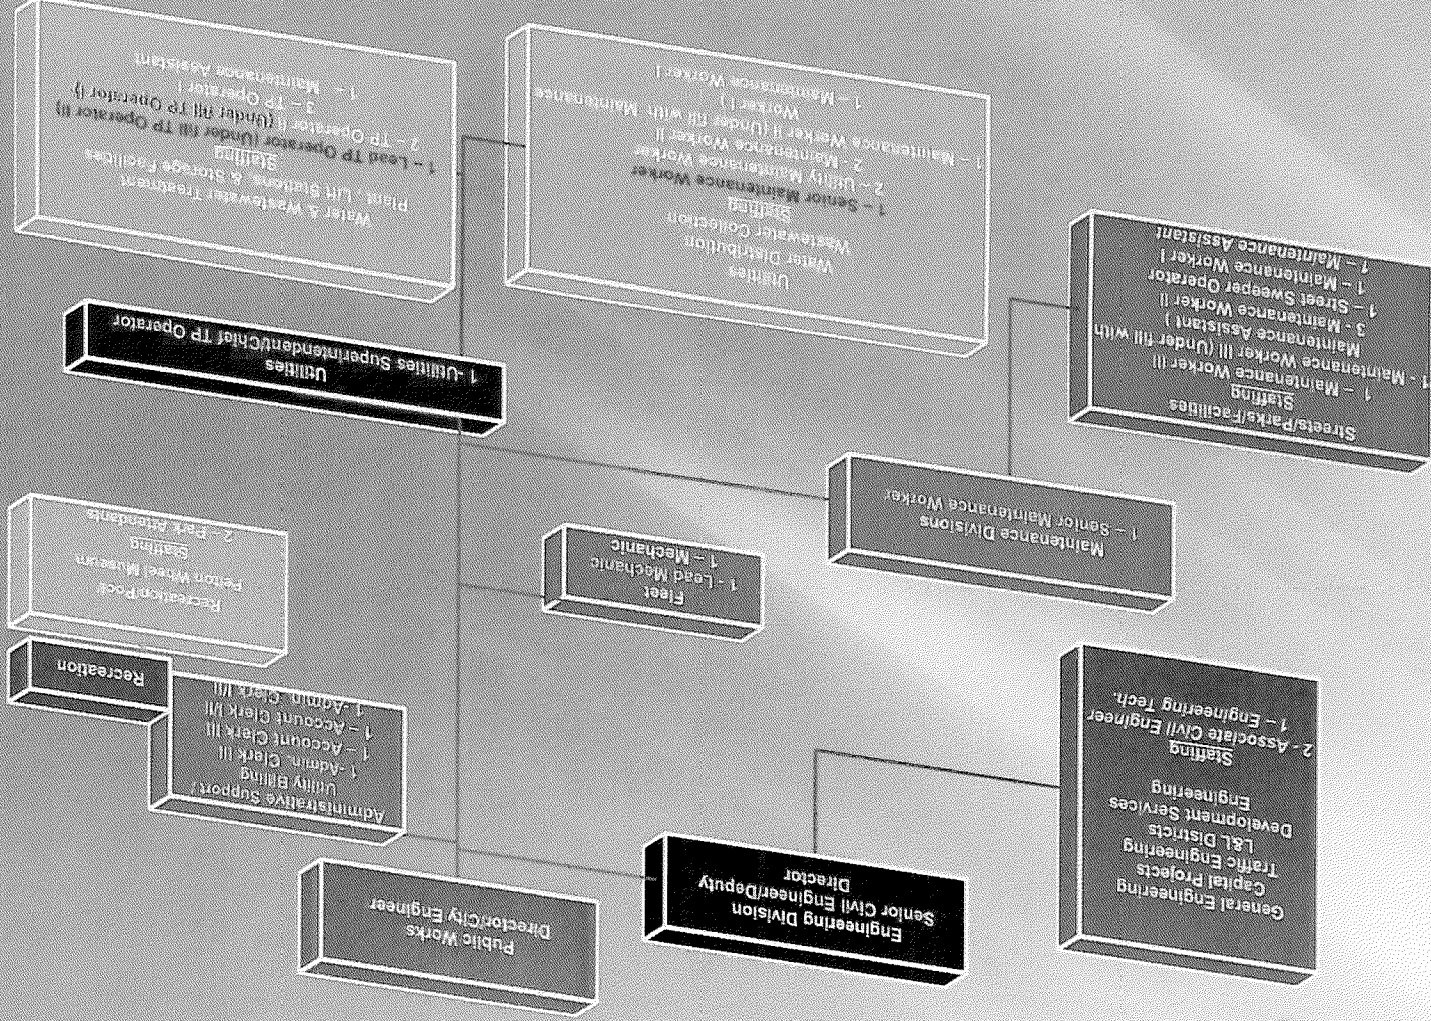 Public Works
Director/City Engineer
Engineering Division
Senior Civil Engineer/Deputy
Director
General Engineering
Capital Projects
Traffic Engineering
L&L Districts
Development Services
Engineering
Staffing
2 - Associate Civil Engineer
1 – Engineering Tech.
Administrative Support /
Utility Billing
1 -Admin. Clerk III
1 – Account Clerk III
1 – Account Clerk I/II
1 -Admin. Clerk I/II
Recreation
Recreation/Pool/
Pelton Wheel Museum
Staffing
2 – Park Attendants
Fleet
1 - Lead Mechanic
1 – Mechanic
Maintenance Divisions
1 – Senior Maintenance Worker
Streets/Parks/Facilities
Staffing
1 – Maintenance Worker III
1 - Maintenance Worker III (Under fill with
Maintenance Assistant )
3 - Maintenance Worker II
1 – Street Sweeper Operator
1 – Maintenance Worker I
1 – Maintenance Assistant
Utilities
1 -Utilities Superintendent/Chief TP Operator
Utilities
Water Distribution
Wastewater Collection
Staffing
1 – Senior Maintenance Worker
2 – Utility Maintenance Worker
2 - Maintenance Worker II
1 – Maintenance Worker II (Under fill with Maintenance
Worker I )
1 – Maintenance Worker I
Water & Wastewater Treatment
Plant , Lift Stations, & Storage Facilities
Staffing
1 – Lead TP Operator (Under fill TP Operator II)
2 – TP Operator II (Under fill TP Operator I)
3 – TP Operator I
1 – Maintenance Assistant